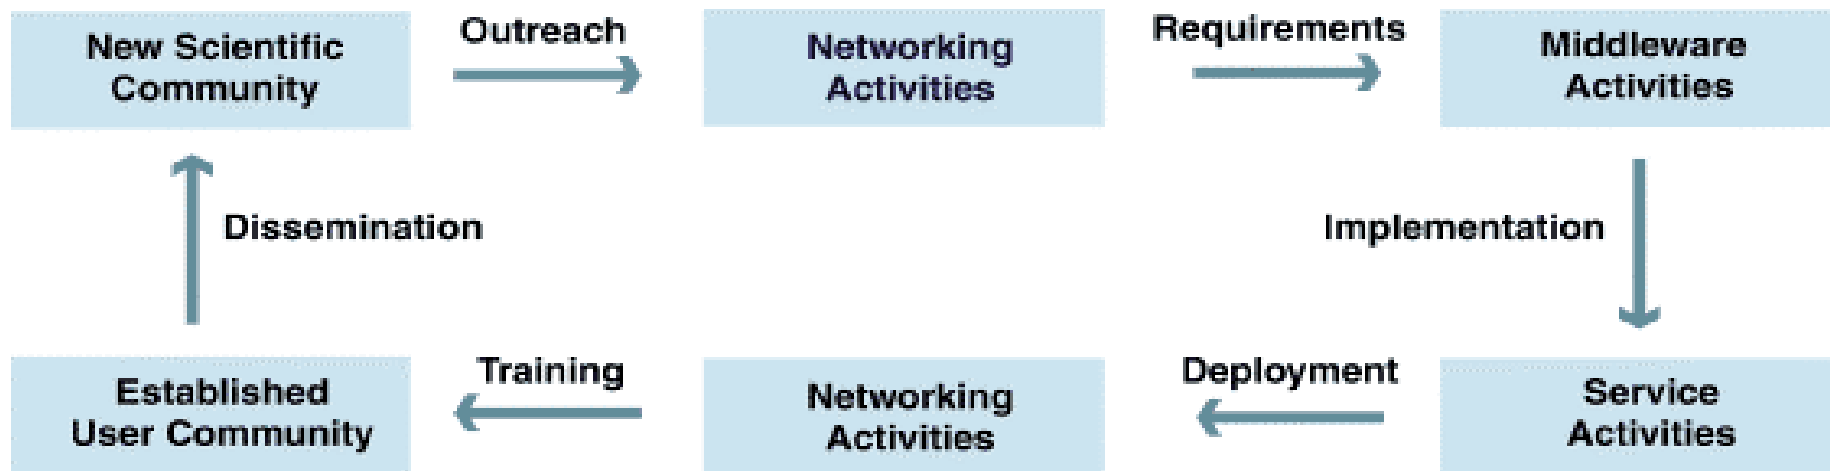 New Scientific
Community
Outreach
Networking
Activities
Requirements
Middleware
Activities
Dissemination
Implementation
Established
User Community
Training
Networking
Activities
Deployment
Service
Activities